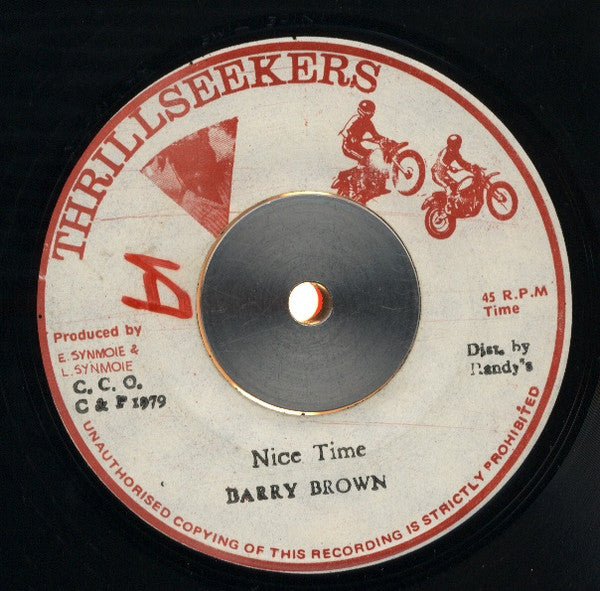 THRILLSEEKERS
45 R.P.M
Time
Produced by
E. SYNMOIE &
L. SYNMOIE
C. C. O.
C & P 1979
Dist. by
Randy's
Nice Time
BARRY BROWN
UNAUTHORISED COPYING OF THIS RECORDING IS STRICTLY PROHIBITED